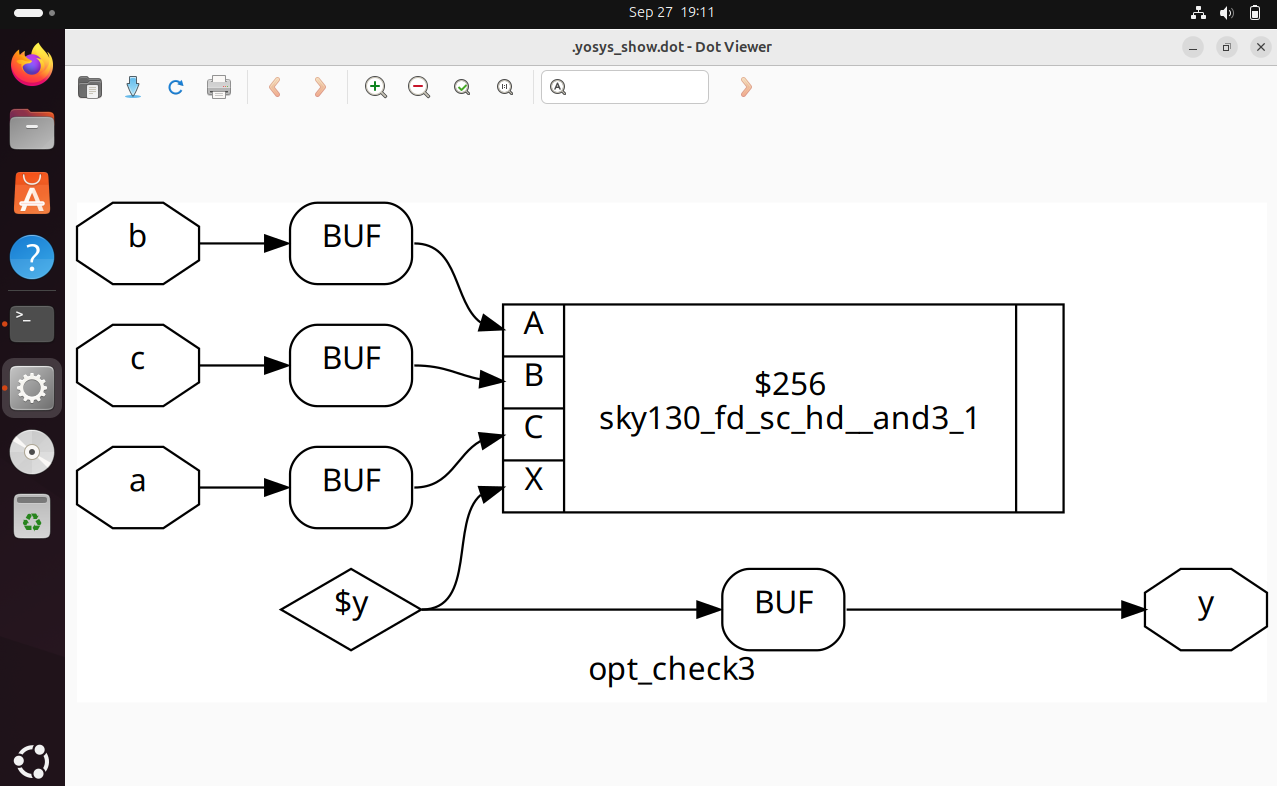 Sep 27 19:11
.yosys_show.dot - Dot Viewer
b
BUF
A
c
BUF
B
$256
sky130_fd_sc_hd__and3_1
C
a
BUF
X
$y
BUF
y
opt_check3